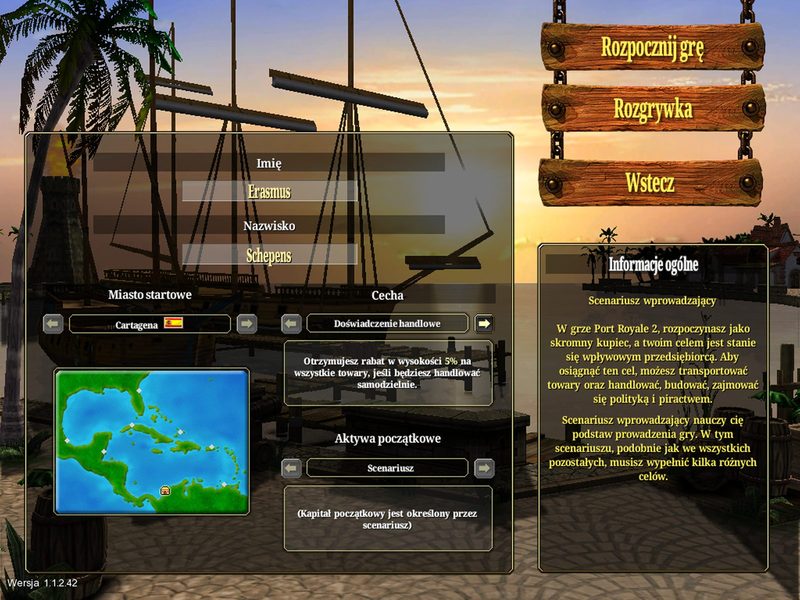 Rozpocznij grę
Rozgrywka
Wstecz
Imię
Erasmus
Nazwisko
Schepens
Miasto startowe
Cartagena
Cecha
Doświadczenie handlowe
Otrzymujesz rabat w wysokości 5% na
wszystkie towary, jeśli będziesz handlować
samodzielnie.
Aktywa początkowe
Scenariusz
(Kapitał początkowy jest określony przez
scenariusz)
Informacje ogólne
Scenariusz wprowadzający
W grze Port Royale 2, rozpoczynasz jako
skromny kupiec, a twoim celem jest stanie
się wpływowym przedsiębiorcą. Aby
osiągnąć ten cel, możesz transportować
towary oraz handlować, budować, zajmować
się polityką i piractwem.
Scenariusz wprowadzający nauczy cię
podstaw prowadzenia gry. W tym
scenariuszu, podobnie jak we wszystkich
pozostałych, musisz wypełnić kilka różnych
celów.
Wersja 1.1.2.42